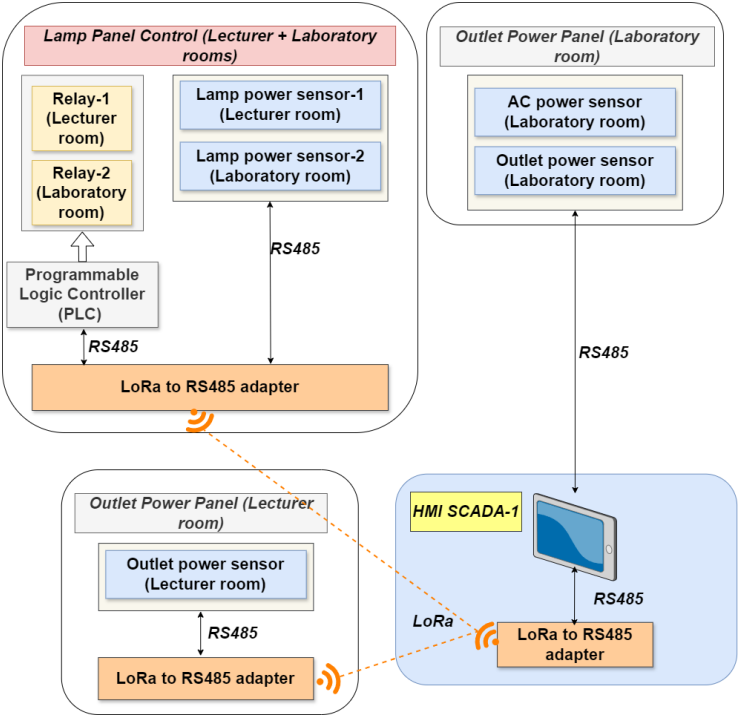 Lamp Panel Control (Lecturer + Laboratory
rooms)
Relay-1
(Lecturer
room)
Relay-2
(Laboratory
room)
Lamp power sensor-1
(Lecturer room)
Lamp power sensor-2
(Laboratory room)
Programmable
Logic Controller
(PLC)
RS485
RS485
LoRa to RS485 adapter
Outlet Power Panel (Laboratory
room)
AC power sensor
(Laboratory room)
Outlet power sensor
(Laboratory room)
RS485
Outlet Power Panel (Lecturer
room)
Outlet power sensor
(Lecturer room)
RS485
LoRa to RS485 adapter
LoRa
HMI SCADA-1
RS485
LoRa to RS485
adapter